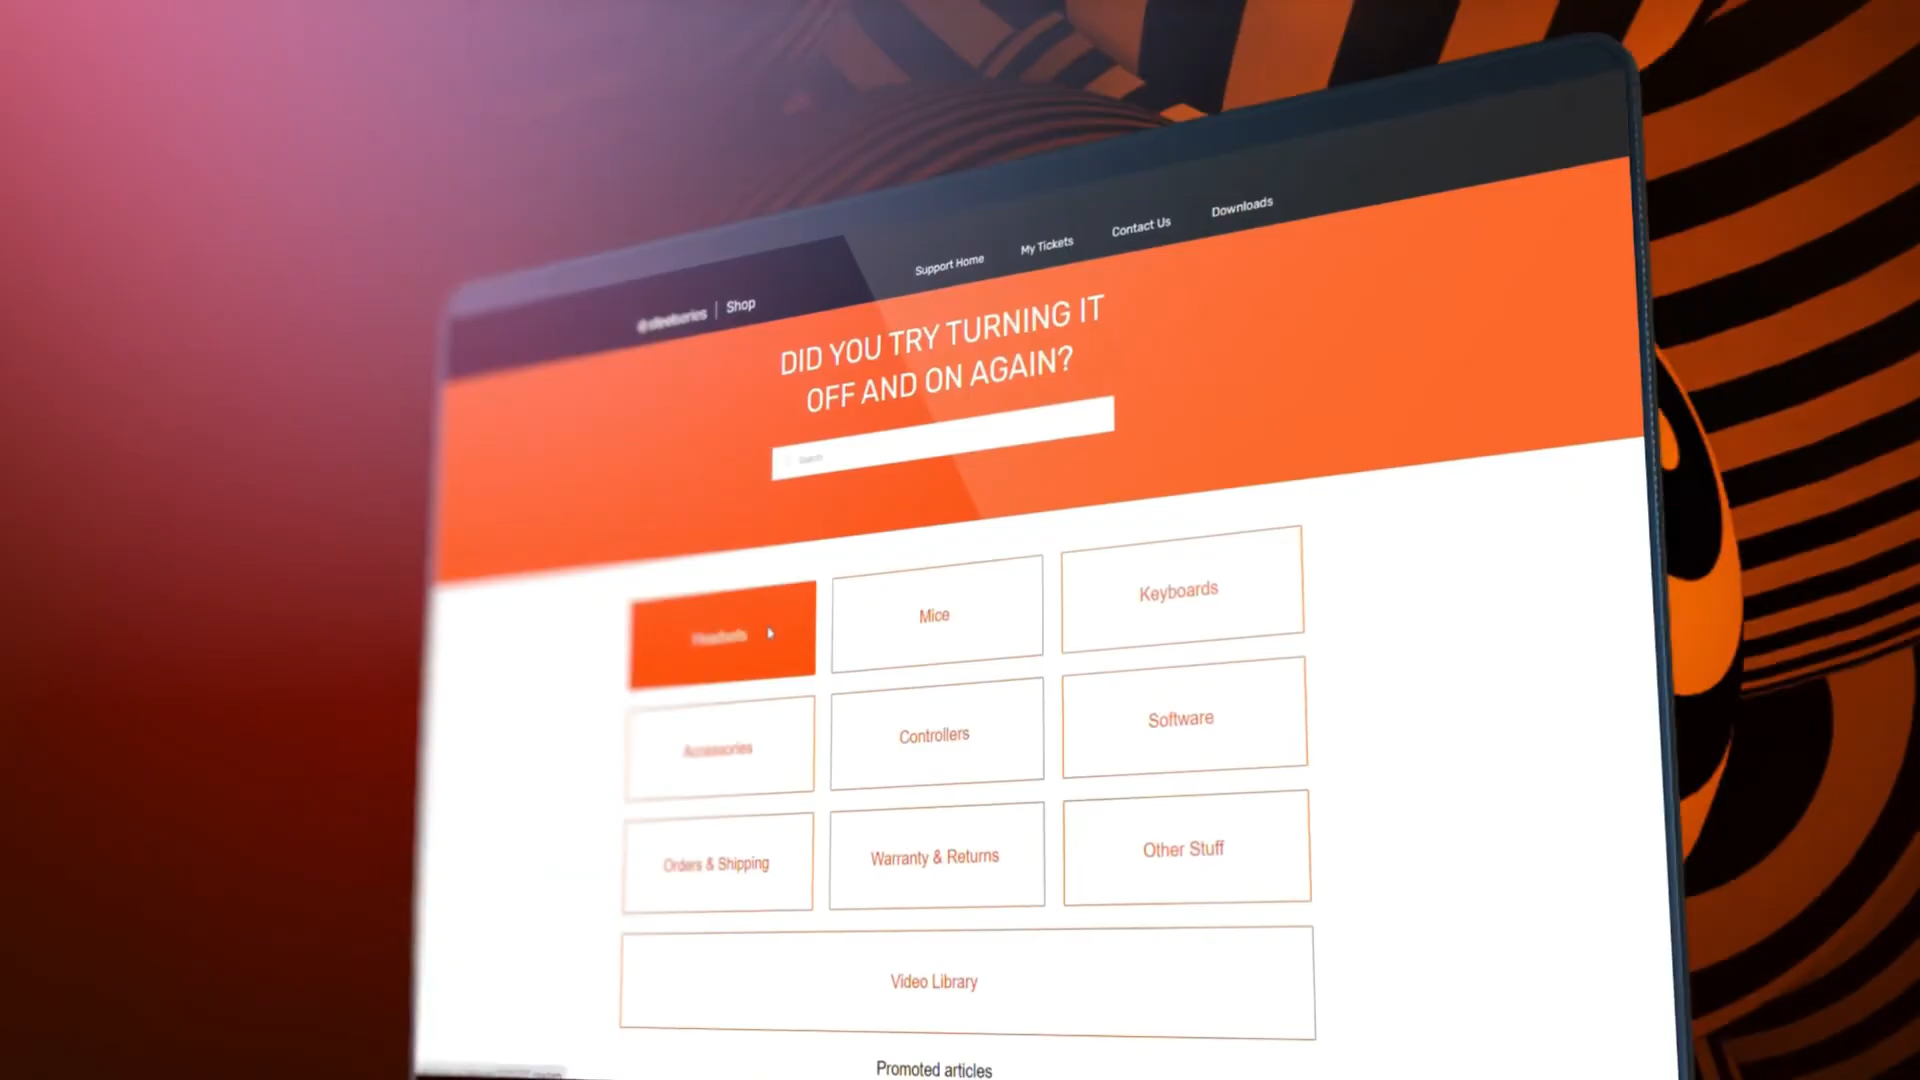 steelseries | Shop
Support Home
My Tickets
Contact Us
Downloads
DID YOU TRY TURNING IT
OFF AND ON AGAIN?
Search
Headsets
Mice
Keyboards
Accessories
Controllers
Software
Orders & Shipping
Warranty & Returns
Other Stuff
Video Library
Promoted articles